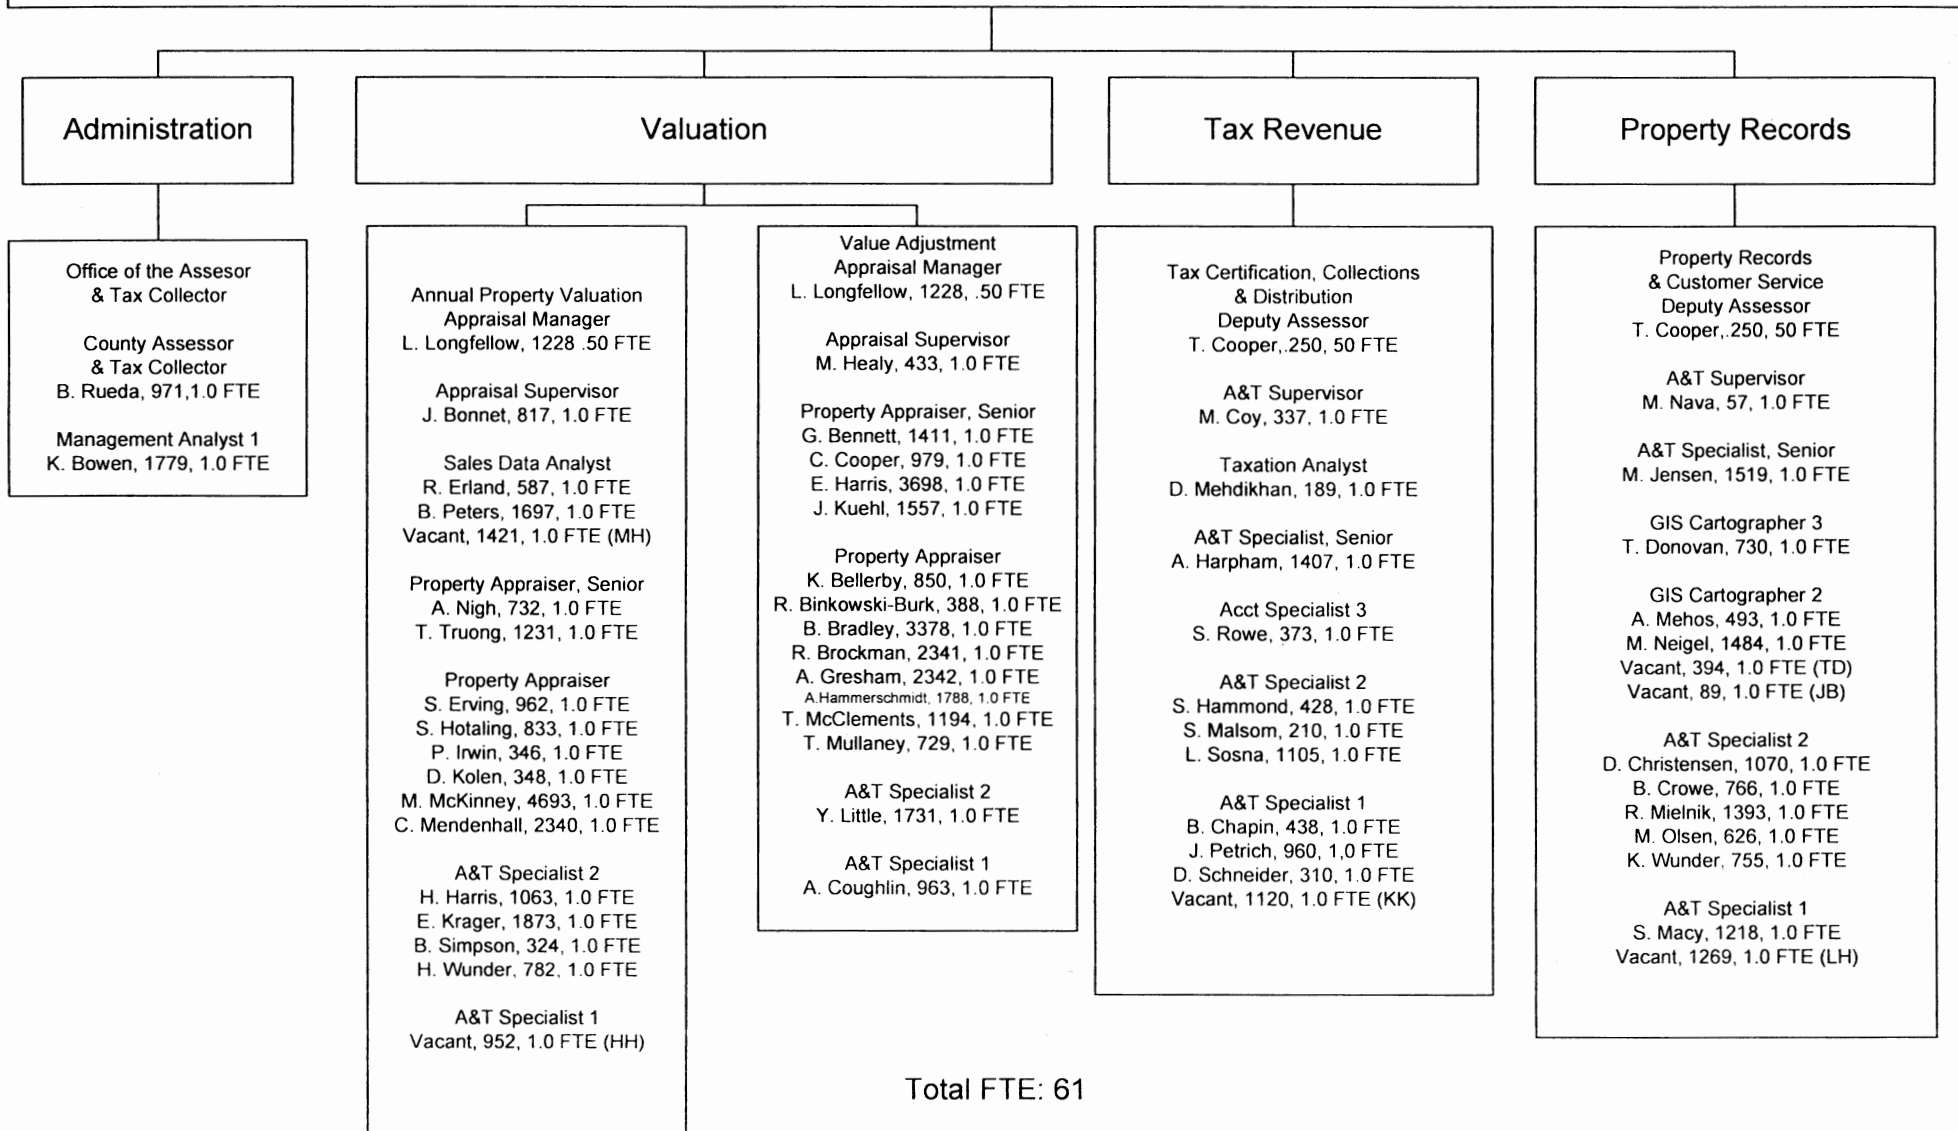 Administration
Valuation
Tax Revenue
Property Records
Office of the Assesor
& Tax Collector
County Assessor
& Tax Collector
B. Rueda, 971,1.0 FTE
Management Analyst 1
K. Bowen, 1779, 1.0 FTE
Annual Property Valuation
Appraisal Manager
L. Longfellow, 1228 .50 FTE
Appraisal Supervisor
J. Bonnet, 817, 1.0 FTE
Sales Data Analyst
R. Erland, 587, 1.0 FTE
B. Peters, 1697, 1.0 FTE
Vacant, 1421, 1.0 FTE (MH)
Property Appraiser, Senior
A. Nigh, 732, 1.0 FTE
T. Truong, 1231, 1.0 FTE
Property Appraiser
S. Erving, 962, 1.0 FTE
S. Hotaling, 833, 1.0 FTE
P. Irwin, 346, 1.0 FTE
D. Kolen, 348, 1.0 FTE
M. McKinney, 4693, 1.0 FTE
C. Mendenhall, 2340, 1.0 FTE
A&T Specialist 2
H. Harris, 1063, 1.0 FTE
E. Krager, 1873, 1.0 FTE
B. Simpson, 324, 1.0 FTE
H. Wunder, 782, 1.0 FTE
A&T Specialist 1
Vacant, 952, 1.0 FTE (HH)
Value Adjustment
Appraisal Manager
L. Longfellow, 1228, .50 FTE
Appraisal Supervisor
M. Healy, 433, 1.0 FTE
Property Appraiser, Senior
G. Bennett, 1411, 1.0 FTE
C. Cooper, 979, 1.0 FTE
E. Harris, 3698, 1.0 FTE
J. Kuehl, 1557, 1.0 FTE
Property Appraiser
K. Bellerby, 850, 1.0 FTE
R. Binkowski-Burk, 388, 1.0 FTE
B. Bradley, 3378, 1.0 FTE
R. Brockman, 2341, 1.0 FTE
A. Gresham, 2342, 1.0 FTE
A.Hammerschmidt, 1788, 1.0 FTE
T. McClements, 1194, 1.0 FTE
T. Mullaney, 729, 1.0 FTE
A&T Specialist 2
Y. Little, 1731, 1.0 FTE
A&T Specialist 1
A. Coughlin, 963, 1.0 FTE
Tax Certification, Collections
& Distribution
Deputy Assessor
T. Cooper,.250, 50 FTE
A&T Supervisor
M. Coy, 337, 1.0 FTE
Taxation Analyst
D. Mehdikhan, 189, 1.0 FTE
A&T Specialist, Senior
A. Harpham, 1407, 1.0 FTE
Acct Specialist 3
S. Rowe, 373, 1.0 FTE
A&T Specialist 2
S. Hammond, 428, 1.0 FTE
S. Malsom, 210, 1.0 FTE
L. Sosna, 1105, 1.0 FTE
A&T Specialist 1
B. Chapin, 438, 1.0 FTE
J. Petrich, 960, 1,0 FTE
D. Schneider, 310, 1.0 FTE
Vacant, 1120, 1.0 FTE (KK)
Property Records
& Customer Service
Deputy Assessor
T. Cooper,.250, 50 FTE
A&T Supervisor
M. Nava, 57, 1.0 FTE
A&T Specialist, Senior
M. Jensen, 1519, 1.0 FTE
GIS Cartographer 3
T. Donovan, 730, 1.0 FTE
GIS Cartographer 2
A. Mehos, 493, 1.0 FTE
M. Neigel, 1484, 1.0 FTE
Vacant, 394, 1.0 FTE (TD)
Vacant, 89, 1.0 FTE (JB)
A&T Specialist 2
D. Christensen, 1070, 1.0 FTE
B. Crowe, 766, 1.0 FTE
R. Mielnik, 1393, 1.0 FTE
M. Olsen, 626, 1.0 FTE
K. Wunder, 755, 1.0 FTE
A&T Specialist 1
S. Macy, 1218, 1.0 FTE
Vacant, 1269, 1.0 FTE (LH)
Total FTE: 61